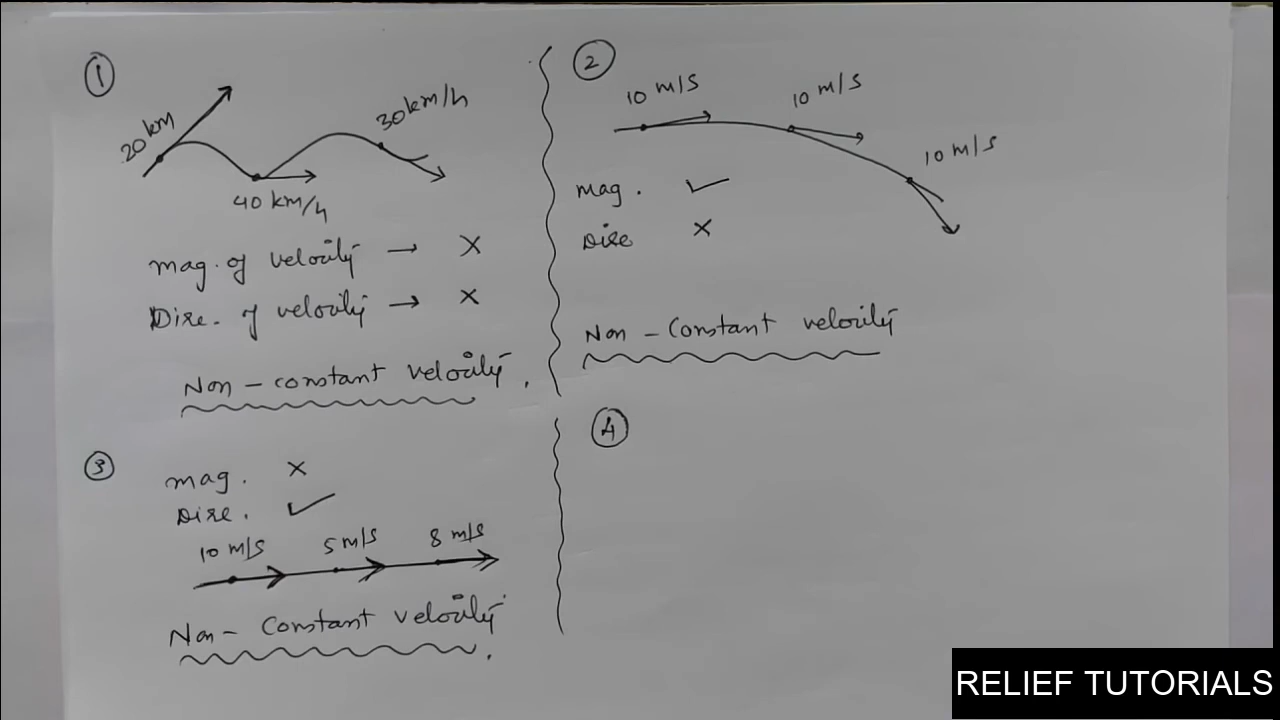 ①
20 km
40 km/h
30 km/h
Mag. of velocity → ×
Dire. of velocity → ×
Non - constant velocity.
②
10 m/s
10 m/s
10 m/s
Mag. ✓
Dire ×
Non - Constant velocity
③
Mag. ×
Dire. ✓
10 m/s 5 m/s 8 m/s
Non - Constant velocity.
④
RELIEF TUTORIALS